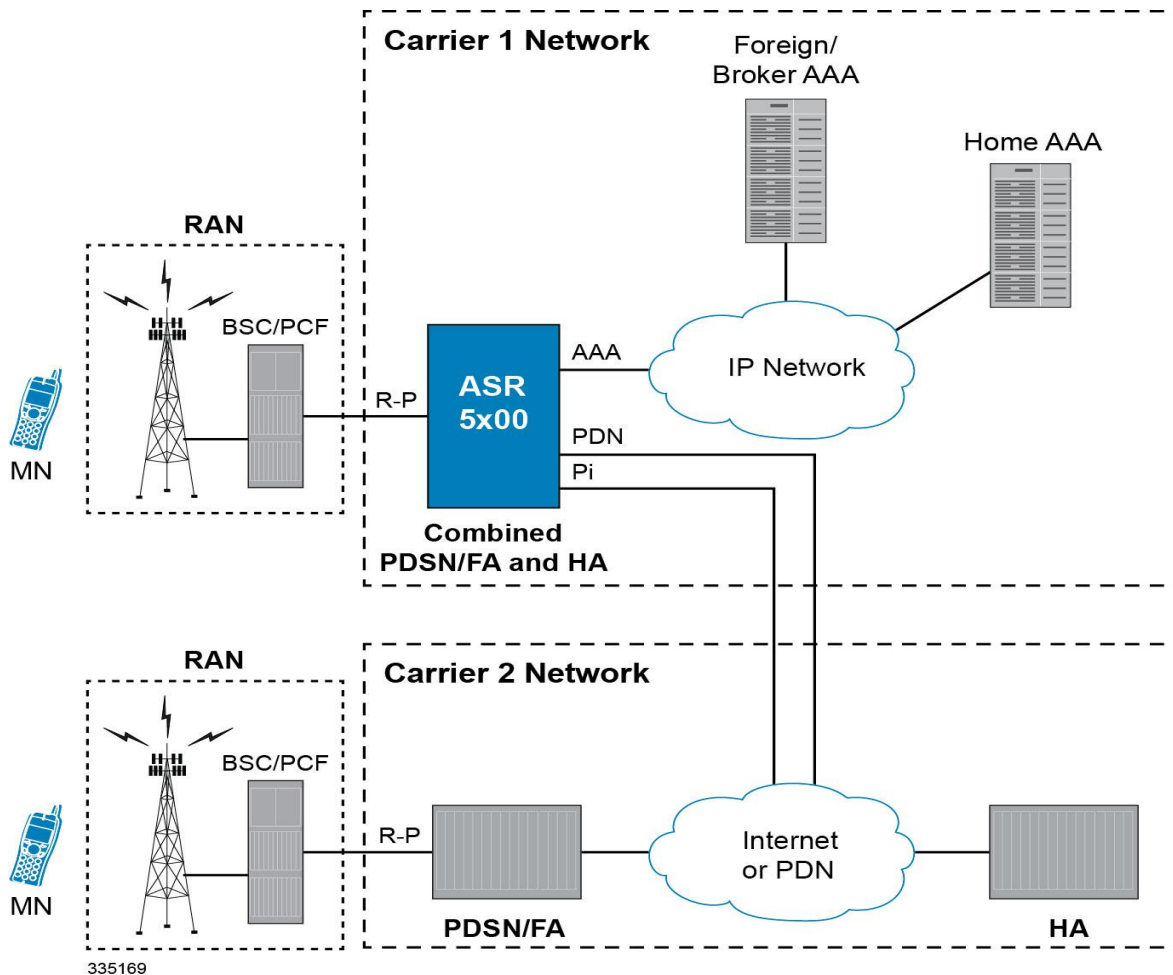 Carrier 1 Network
Foreign/
Broker AAA
Home AAA
RAN
BSC/PCF
MN
R-P
ASR
5x00
AAA
PDN
Pi
IP Network
Combined
PDSN/FA and HA
Carrier 2 Network
RAN
BSC/PCF
MN
R-P
PDSN/FA
Internet
or PDN
HA
335169